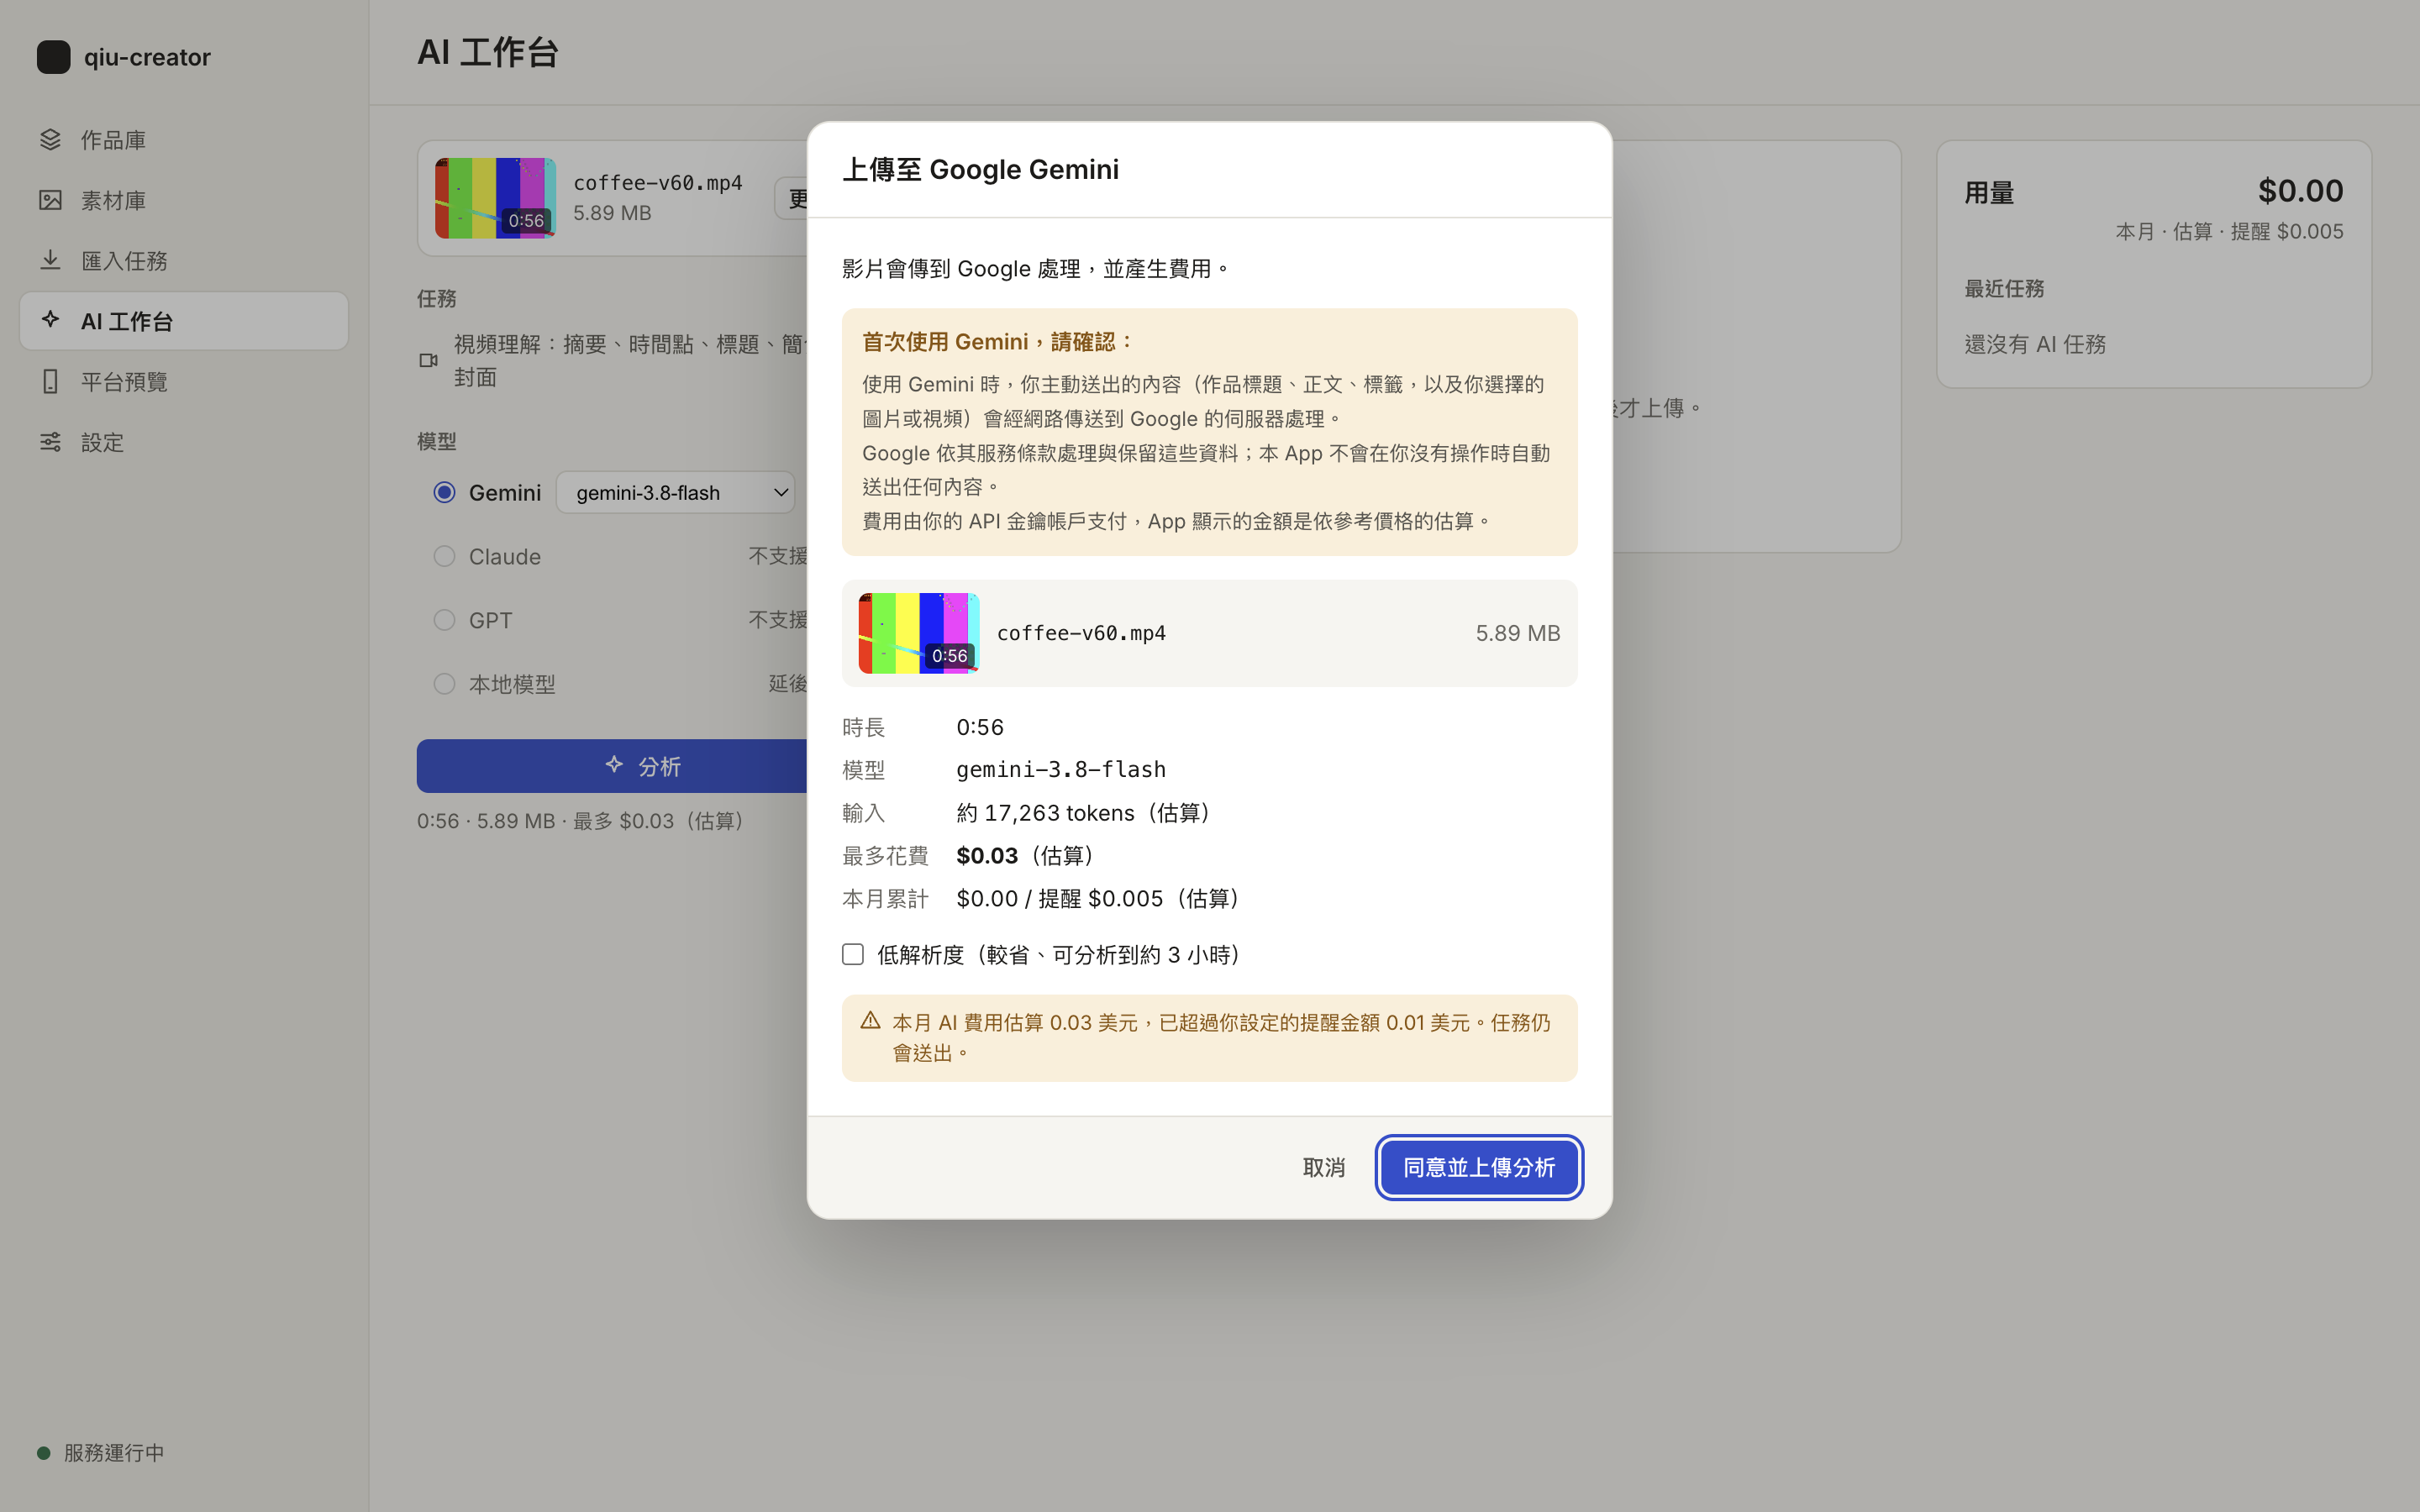 qiu-creator
作品庫
素材庫
匯入任務
AI 工作台
平台預覽
設定
服務運行中
AI 工作台
0:56
coffee-v60.mp4
5.89 MB
更
任務
視頻理解：摘要、時間點、標題、簡
封面
模型
Gemini
gemini-3.8-flash
Claude
不支援
GPT
不支援
本地模型
延後
分析
0:56 · 5.89 MB · 最多 $0.03（估算）
上傳至 Google Gemini
影片會傳到 Google 處理，並產生費用。
首次使用 Gemini，請確認：
使用 Gemini 時，你主動送出的內容（作品標題、正文、標籤，以及你選擇的
圖片或視頻）會經網路傳送到 Google 的伺服器處理。
Google 依其服務條款處理與保留這些資料；本 App 不會在你沒有操作時自動
送出任何內容。
費用由你的 API 金鑰帳戶支付，App 顯示的金額是依參考價格的估算。
0:56
coffee-v60.mp4
5.89 MB
時長 0:56
模型 gemini-3.8-flash
輸入 約 17,263 tokens（估算）
最多花費 $0.03（估算）
本月累計 $0.00 / 提醒 $0.005（估算）
低解析度（較省、可分析到約 3 小時）
本月 AI 費用估算 0.03 美元，已超過你設定的提醒金額 0.01 美元。任務仍
會送出。
取消
同意並上傳分析
才上傳。
用量
$0.00
本月 · 估算 · 提醒 $0.005
最近任務
還沒有 AI 任務